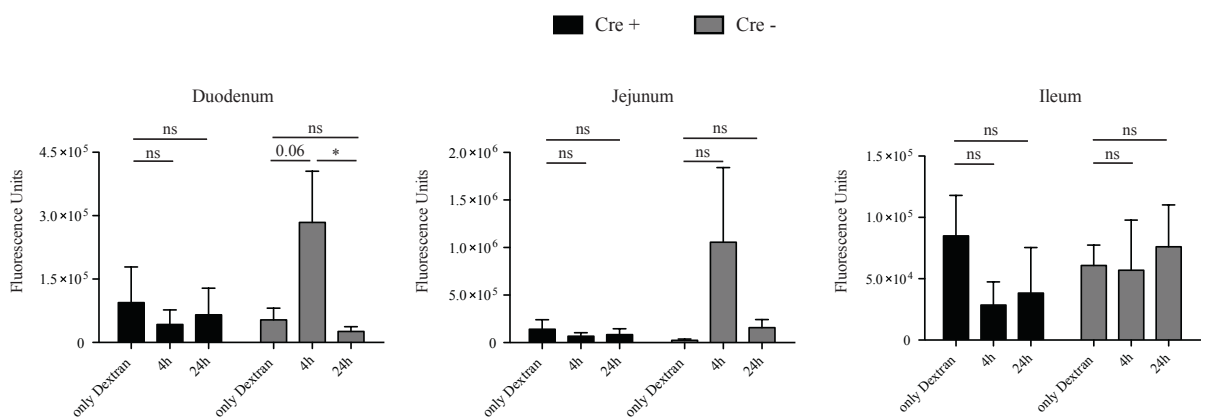 Cre +
Cre -
Duodenum
ns
ns
ns
0.06
*
4.5×10⁵
3.0×10⁵
1.5×10⁵
0
Fluorescence Units
only Dextran
4h
24h
only Dextran
4h
24h
Jejunum
ns
ns
ns
ns
2.0×10⁶
1.5×10⁶
1.0×10⁶
5.0×10⁵
0
Fluorescence Units
only Dextran
4h
24h
only Dextran
4h
24h
Ileum
ns
ns
ns
ns
1.5×10⁵
1.0×10⁵
5.0×10⁴
0
Fluorescence Units
only Dextran
4h
24h
only Dextran
4h
24h